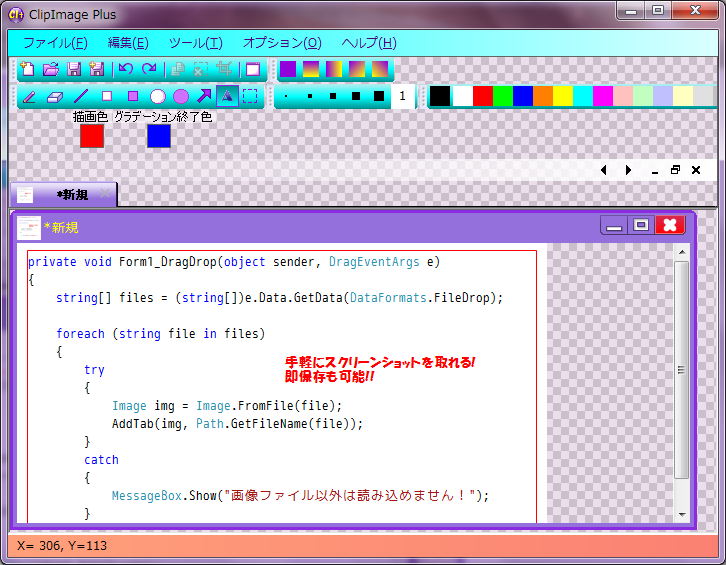 ClipImage Plus
ファイル(F) 編集(E) ツール(T) オプション(O) ヘルプ(H)
1
描画色 グラデーション終了色
*新規
*新規
private void Form1_DragDrop(object sender, DragEventArgs e)
{
string[] files = (string[])e.Data.GetData(DataFormats.FileDrop);
foreach (string file in files)
{
try
{
Image img = Image.FromFile(file);
AddTab(img, Path.GetFileName(file));
}
catch
{
MessageBox.Show("画像ファイル以外は読み込めません！");
}
手軽にスクリーンショットを取れる!
即保存も可能!!
X= 306, Y=113